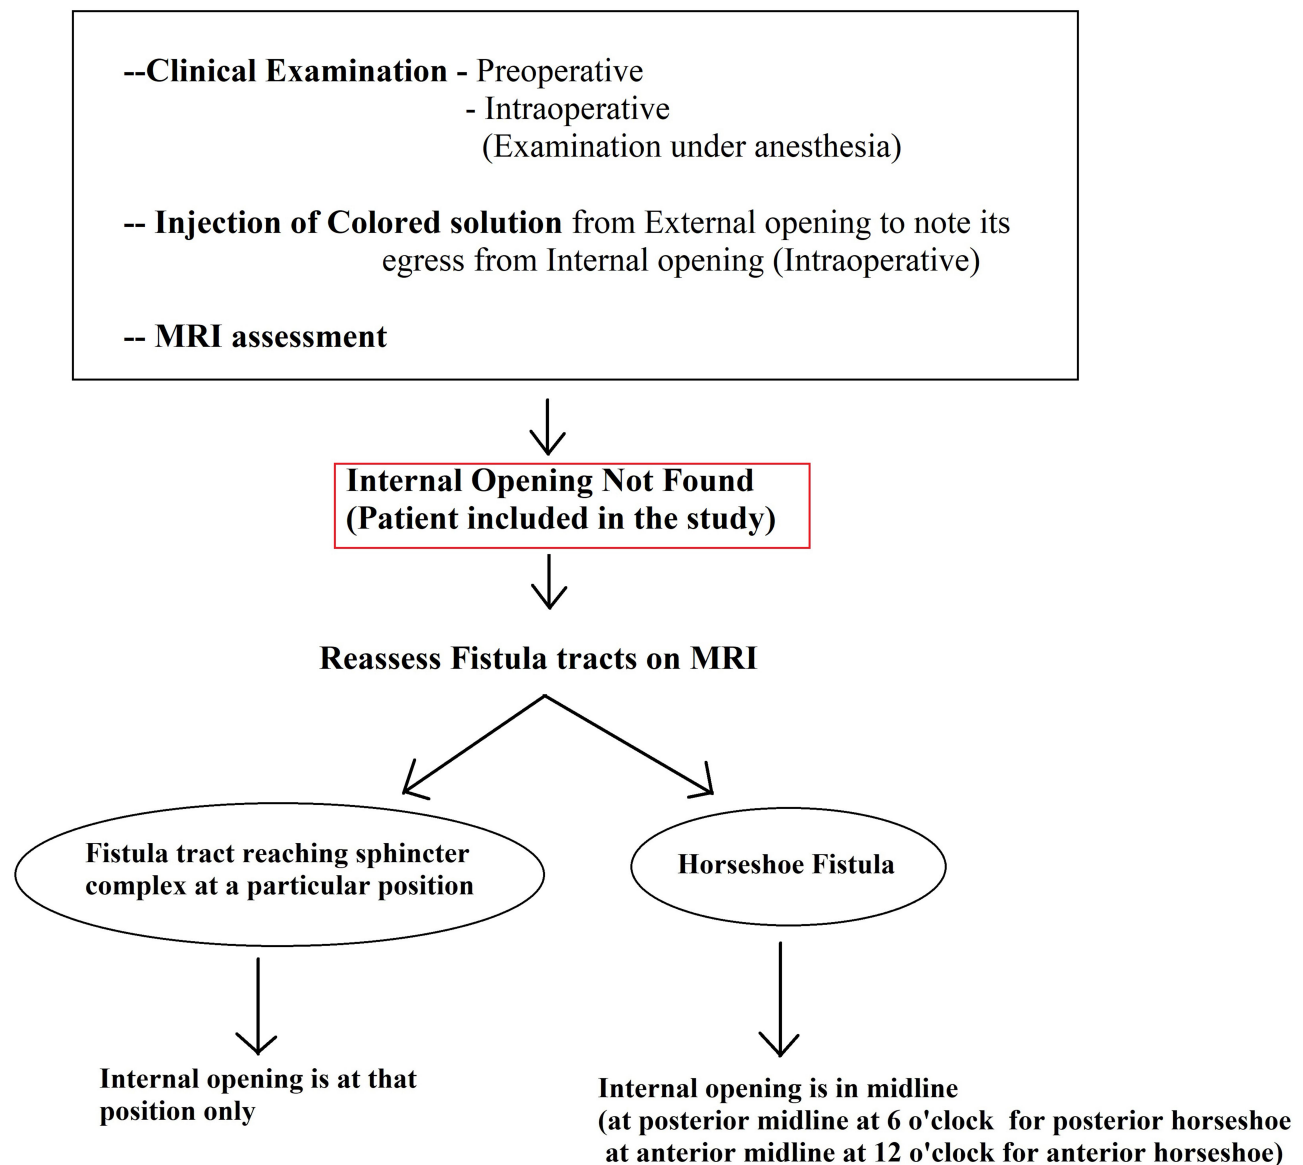 --Clinical Examination - Preoperative
- Intraoperative
(Examination under anesthesia)
-- Injection of Colored solution from External opening to note its
egress from Internal opening (Intraoperative)
-- MRI assessment
Internal Opening Not Found
(Patient included in the study)
Reassess Fistula tracts on MRI
Fistula tract reaching sphincter
complex at a particular position
Horseshoe Fistula
Internal opening is at that
position only
Internal opening is in midline
(at posterior midline at 6 o'clock for posterior horseshoe
at anterior midline at 12 o'clock for anterior horseshoe)